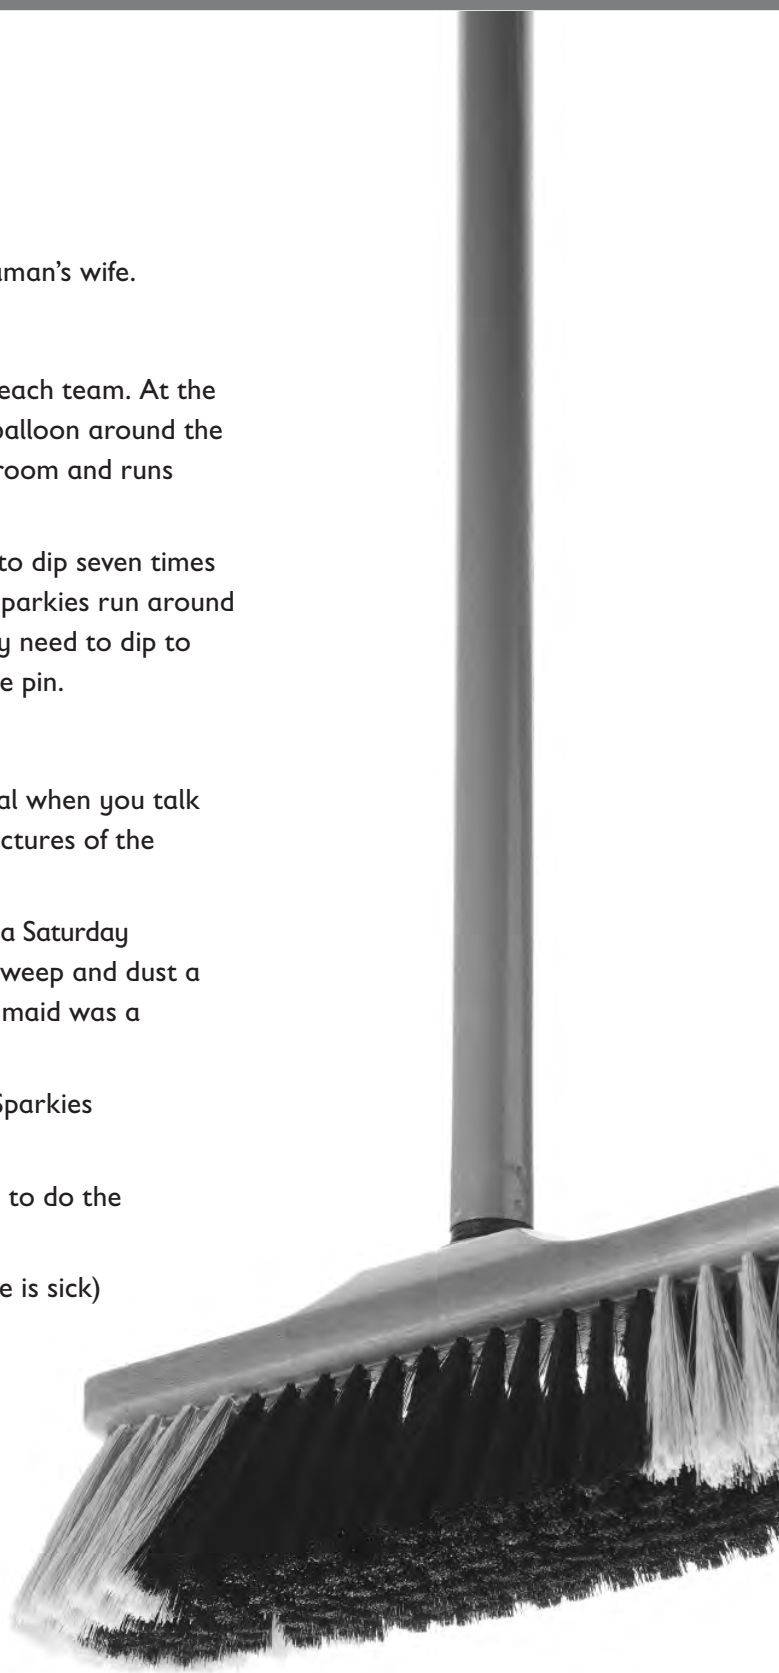 aman's wife.
each team. At the
balloon around the
room and runs
to dip seven times
Sparkies run around
y need to dip to
e pin.
al when you talk
ctures of the
a Saturday
weep and dust a
maid was a
Sparkies
to do the
e is sick)